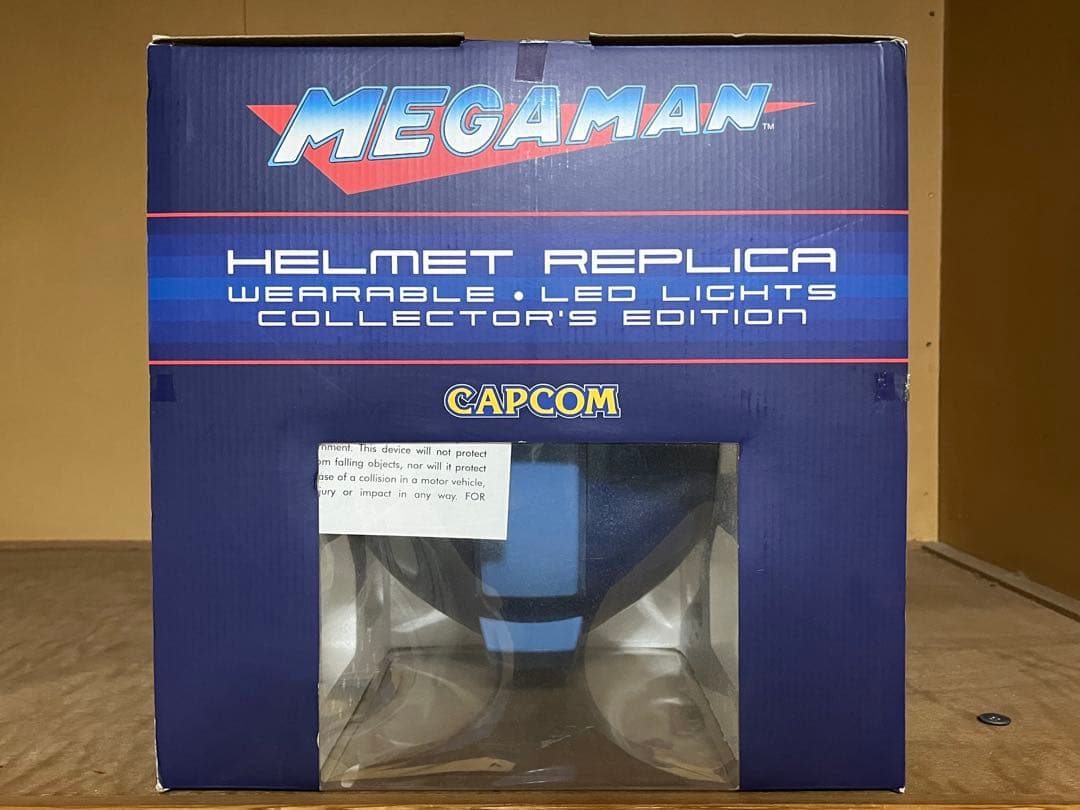 MEGAMAN™
HELMET REPLICA
WEARABLE • LED LIGHTS
COLLECTOR'S EDITION
CAPCOM
This device will not protect
falling objects, nor will it protect
of a collision in a motor vehicle,
or impact in any way. FOR